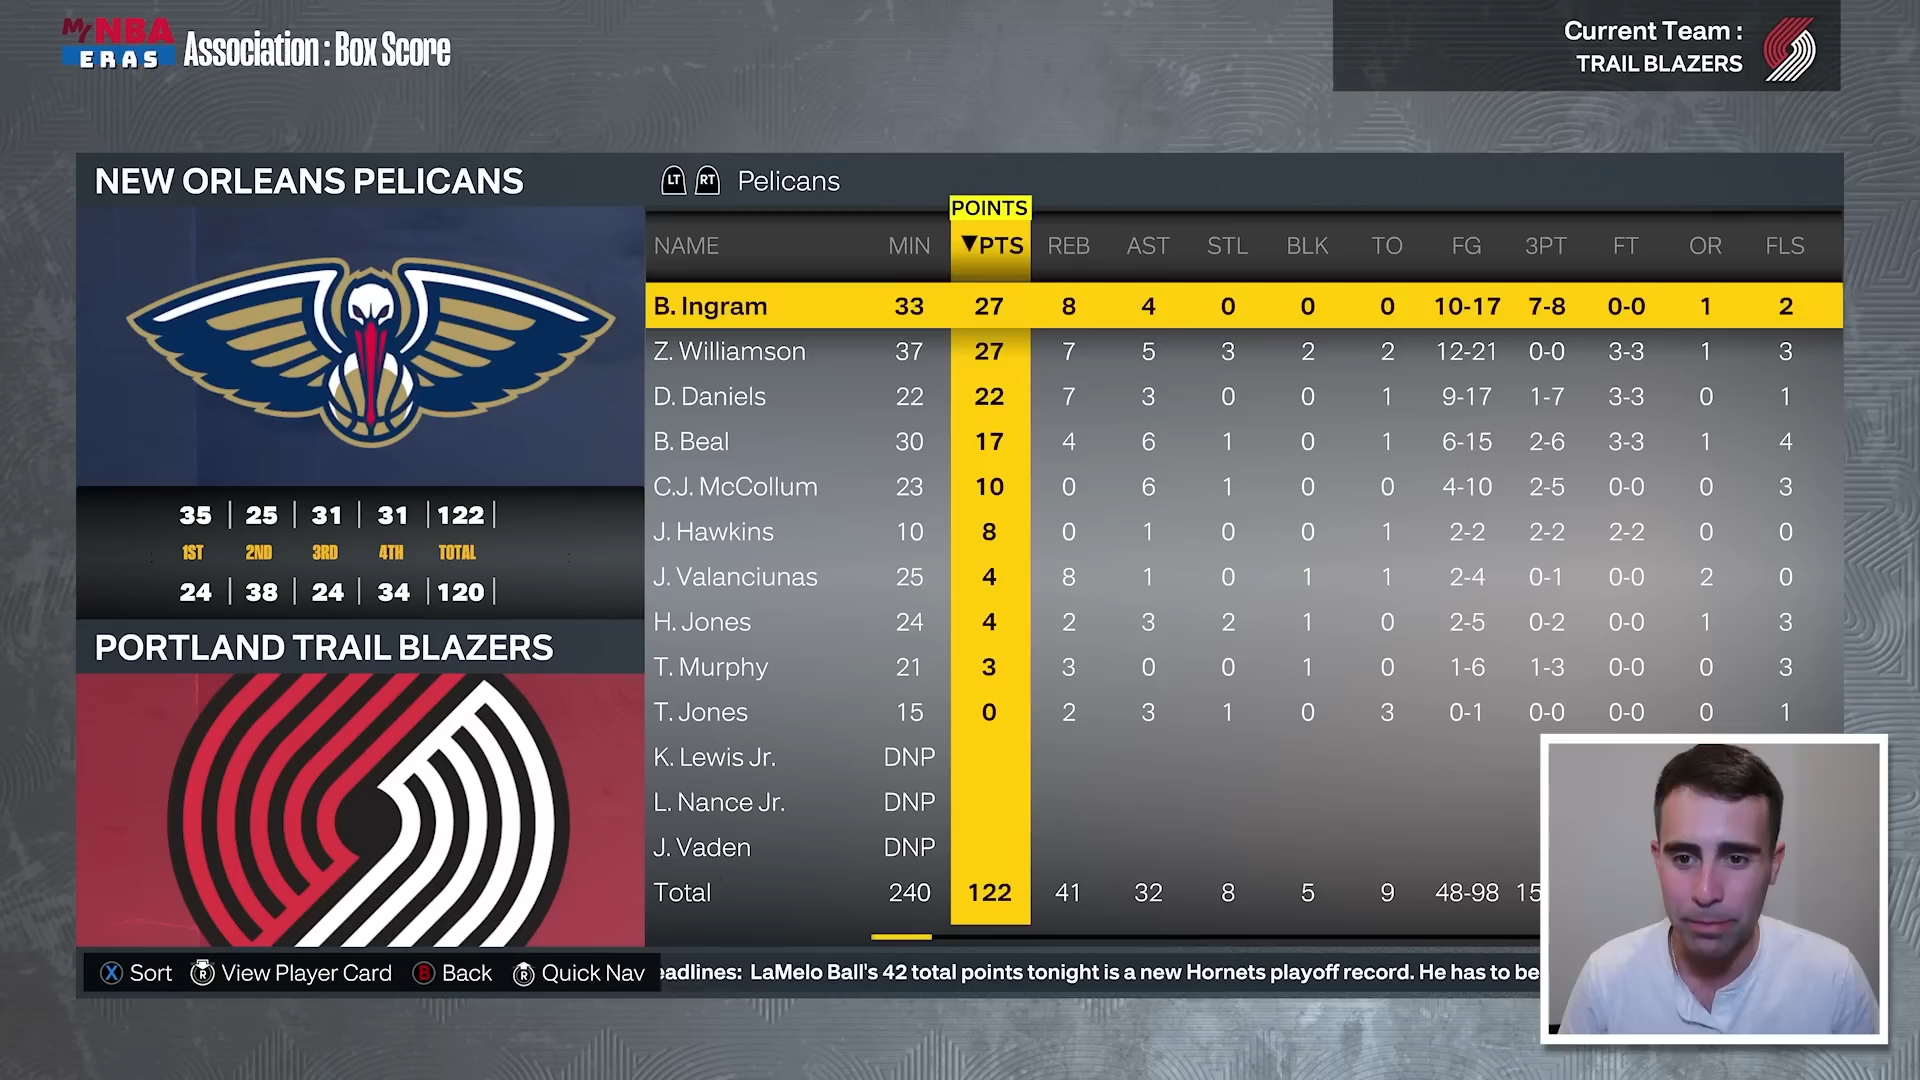 My NBA ERAS Association : Box Score
Current Team :
TRAIL BLAZERS
NEW ORLEANS PELICANS
LT RT Pelicans
POINTS
NAME MIN ▼PTS REB AST STL BLK TO FG 3PT FT OR FLS
B. Ingram 33 27 8 4 0 0 0 10-17 7-8 0-0 1 2
Z. Williamson 37 27 7 5 3 2 2 12-21 0-0 3-3 1 3
D. Daniels 22 22 7 3 0 0 1 9-17 1-7 3-3 0 1
B. Beal 30 17 4 6 1 0 1 6-15 2-6 3-3 1 4
C.J. McCollum 23 10 0 6 1 0 0 4-10 2-5 0-0 0 3
J. Hawkins 10 8 0 1 0 0 1 2-2 2-2 2-2 0 0
J. Valanciunas 25 4 8 1 0 1 1 2-4 0-1 0-0 2 0
H. Jones 24 4 2 3 2 1 0 2-5 0-2 0-0 1 3
T. Murphy 21 3 3 0 0 1 0 1-6 1-3 0-0 0 3
T. Jones 15 0 2 3 1 0 3 0-1 0-0 0-0 0 1
K. Lewis Jr. DNP
L. Nance Jr. DNP
J. Vaden DNP
Total 240 122 41 32 8 5 9 48-98 15
35 25 31 31 122
1ST 2ND 3RD 4TH TOTAL
24 38 24 34 120
PORTLAND TRAIL BLAZERS
X Sort R View Player Card B Back R Quick Nav
eadlines: LaMelo Ball's 42 total points tonight is a new Hornets playoff record. He has to be